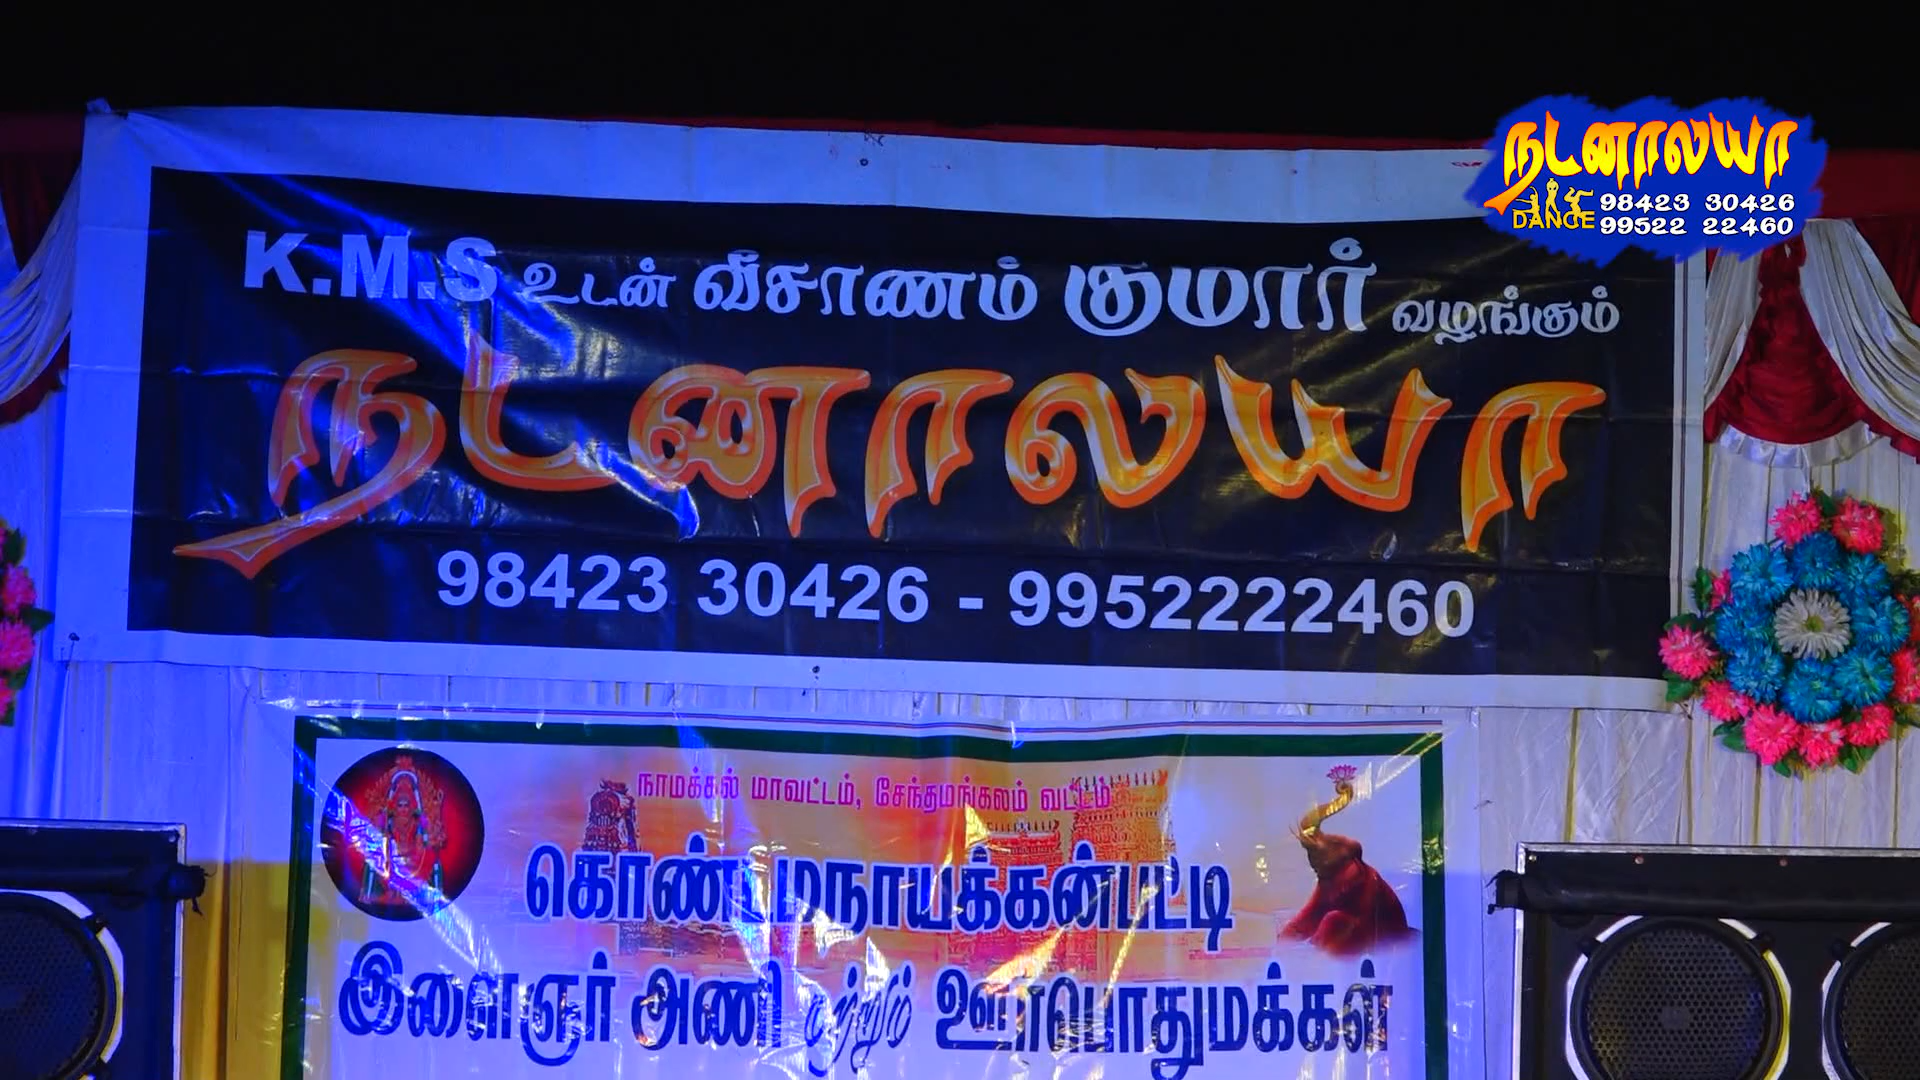 நடனாலயா
DANCE 98423 30426
99522 22460
K.M.S உடன் வீசாணம் குமார் வழங்கும்
நடனாலயா
98423 30426 - 9952222460
நாமக்கல் மாவட்டம், சேந்தமங்கலம் வட்டம்
கொண்டமநாயக்கன்பட்டி
இளைஞர் அணி மற்றும் ஊர்பொதுமக்கள்